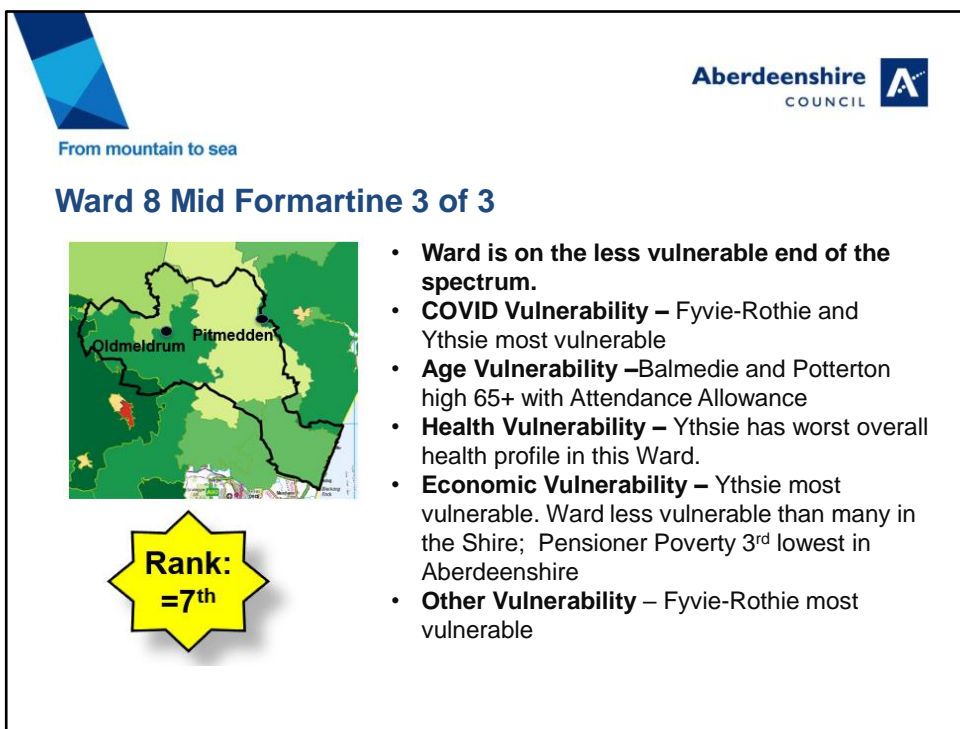 Aberdeenshire
COUNCIL
From mountain to sea
Ward 8 Mid Formartine 3 of 3
Oldmeldrum
Pitmedden
Rank:
=7th
• Ward is on the less vulnerable end of the
spectrum.
• COVID Vulnerability – Fyvie-Rothie and
Ythsie most vulnerable
• Age Vulnerability –Balmedie and Potterton
high 65+ with Attendance Allowance
• Health Vulnerability – Ythsie has worst overall
health profile in this Ward.
• Economic Vulnerability – Ythsie most
vulnerable. Ward less vulnerable than many in
the Shire; Pensioner Poverty 3rd lowest in
Aberdeenshire
• Other Vulnerability – Fyvie-Rothie most
vulnerable